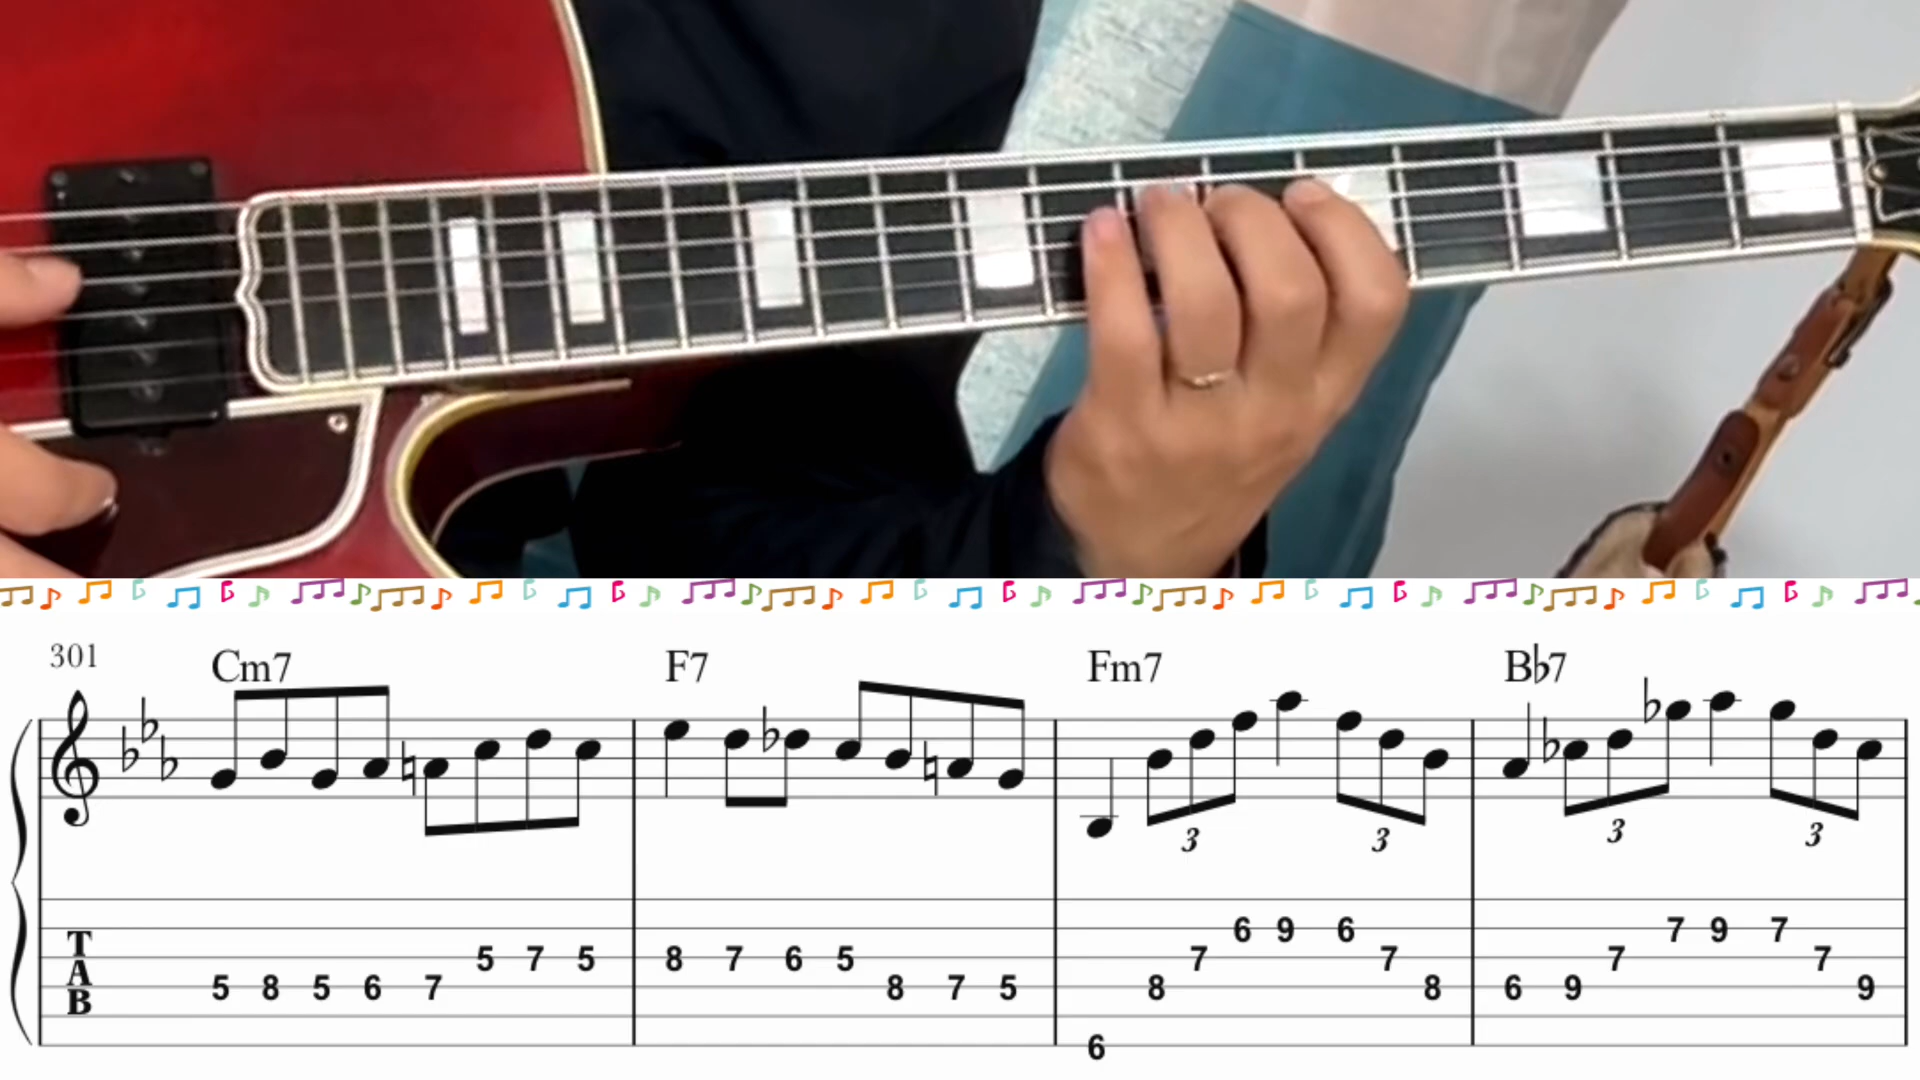 301 Cm7 F7 Fm7 Bb7
3 3 3 3
T
A
B
6 9 6 7 9 7
5 7 5 8 7 6 5 7 7 7 7
5 8 5 6 7 8 7 5 8 8 6 9 9
6